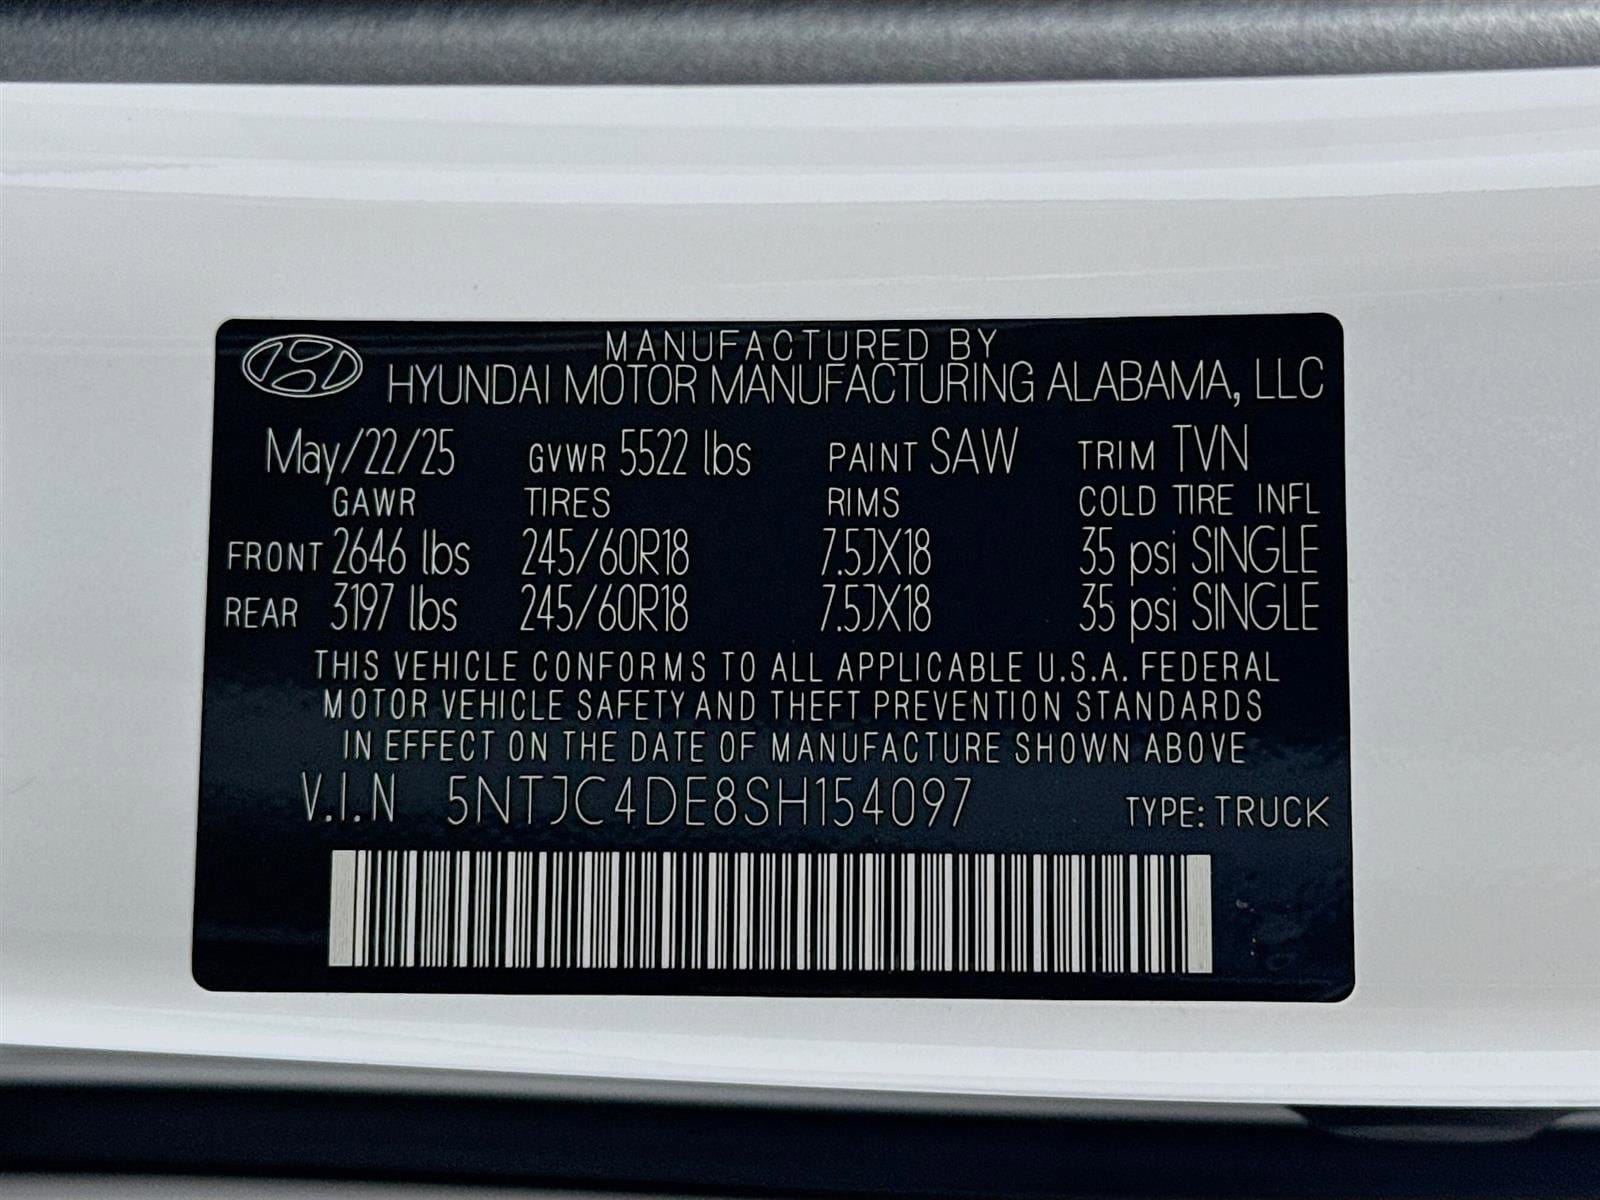 MANUFACTURED BY
HYUNDAI MOTOR MANUFACTURING ALABAMA, LLC
May/22/25 GVWR 5522 lbs PAINT SAW TRIM TVN
GAWR TIRES RIMS COLD TIRE INFL
FRONT 2646 lbs 245/60R18 7.5JX18 35 psi SINGLE
REAR 3197 lbs 245/60R18 7.5JX18 35 psi SINGLE
THIS VEHICLE CONFORMS TO ALL APPLICABLE U.S.A. FEDERAL
MOTOR VEHICLE SAFETY AND THEFT PREVENTION STANDARDS
IN EFFECT ON THE DATE OF MANUFACTURE SHOWN ABOVE
V.I.N 5NTJC4DE8SH154097 TYPE: TRUCK